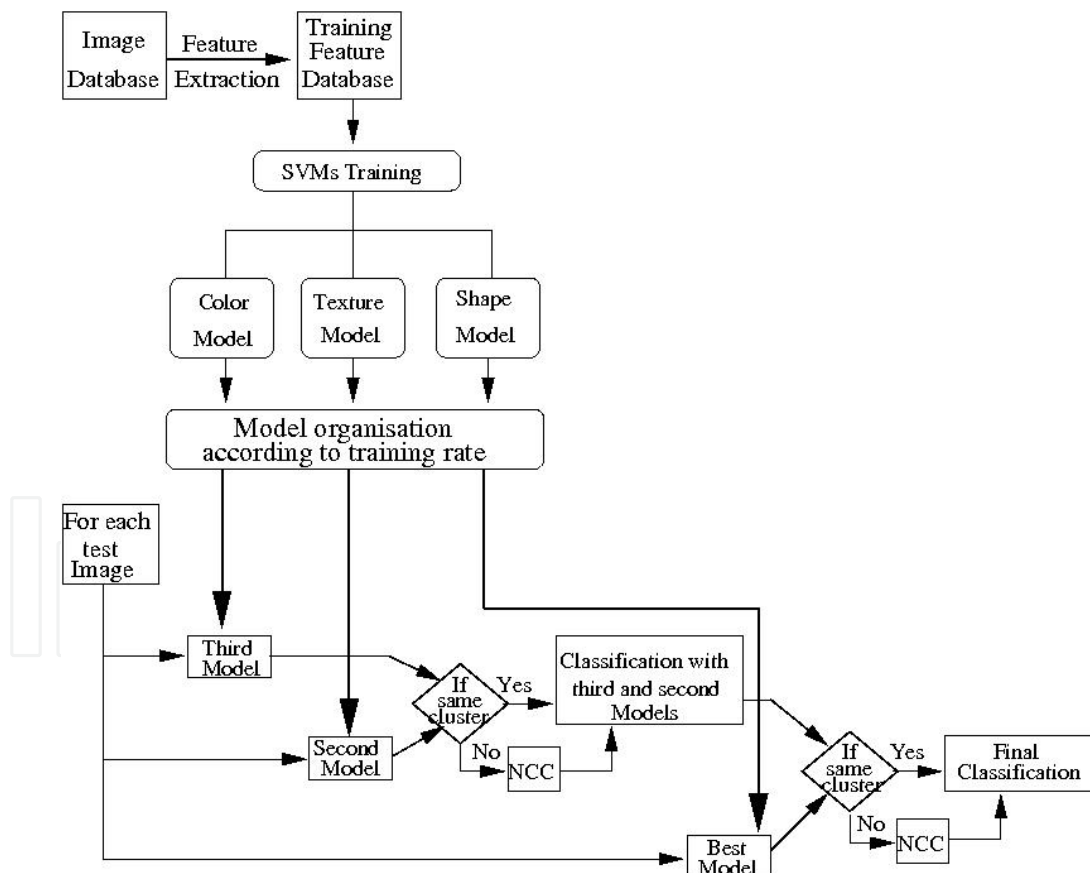 Image
Database
Feature
Extraction
Training
Feature
Database
SVMs Training
Color
Model
Texture
Model
Shape
Model
Model organisation
according to training rate
For each
test
Image
Third
Model
If
same
cluster
Yes
Classification with
third and second
Models
Second
Model
No
NCC
If
same
cluster
Yes
Final
Classification
No
NCC
Best
Model